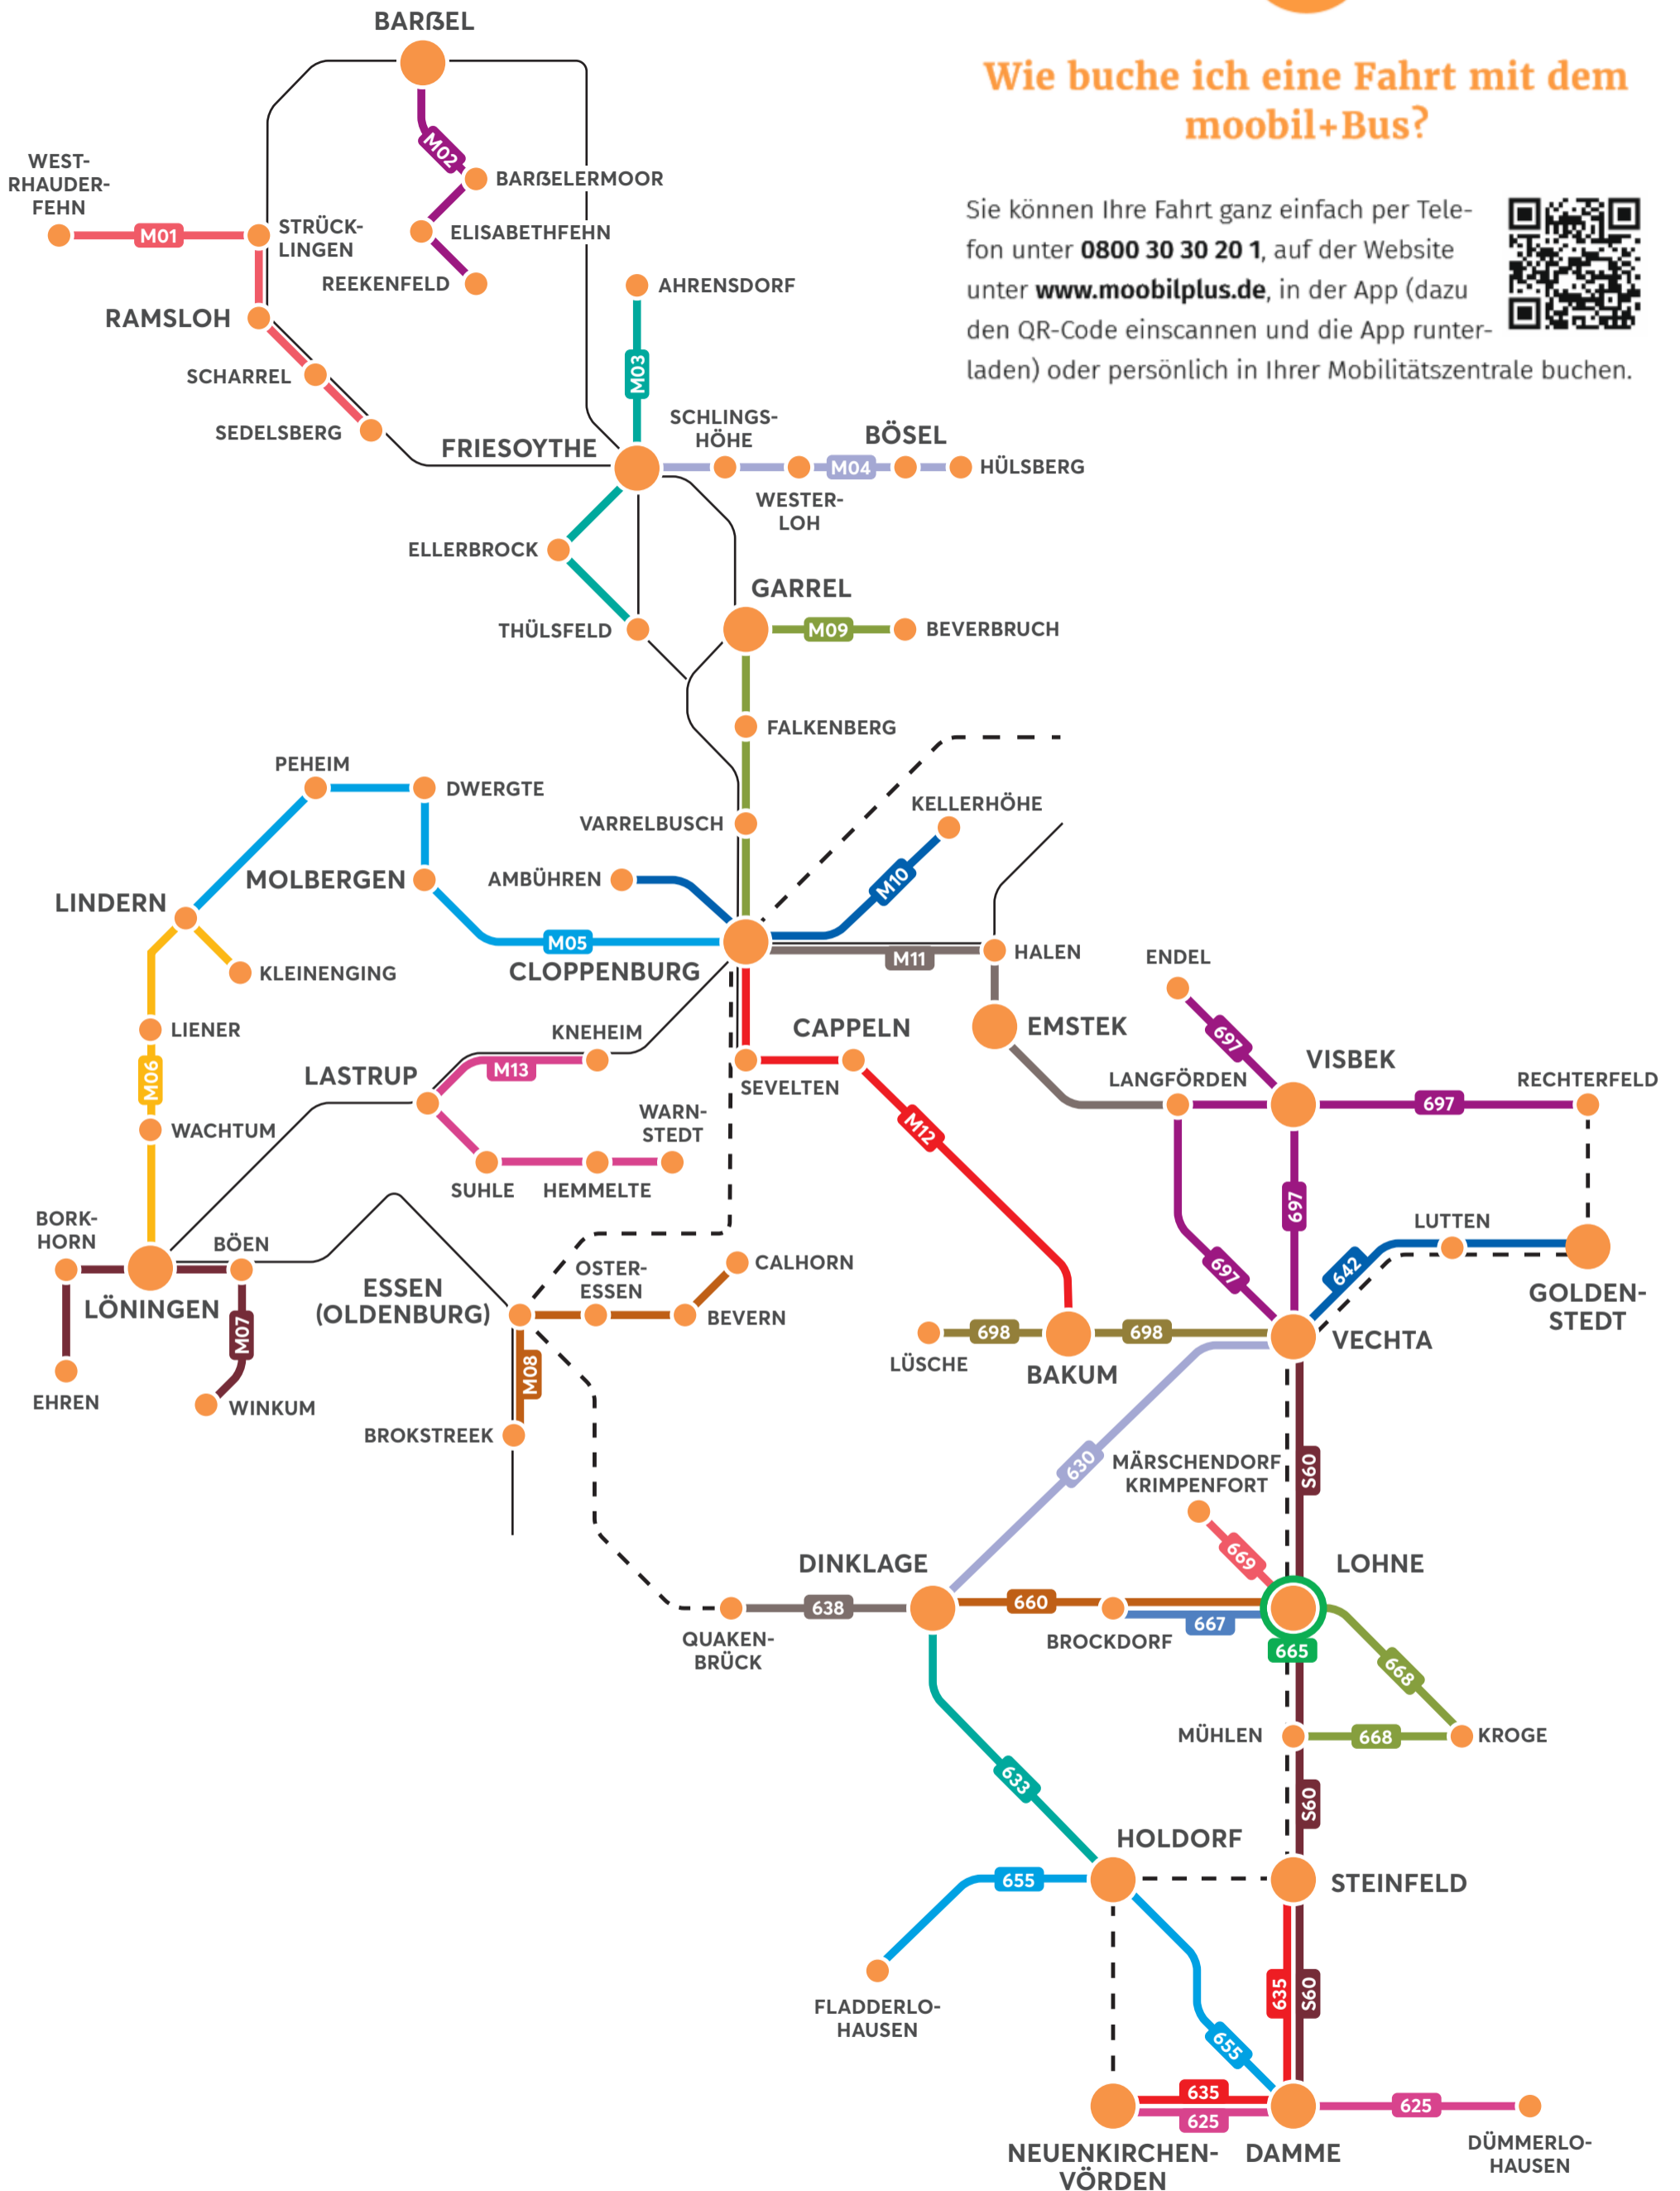 Wie buche ich eine Fahrt mit dem
moobil+Bus?
Sie können Ihre Fahrt ganz einfach per Tele-
fon unter 0800 30 30 20 1, auf der Website
unter www.moobilplus.de, in der App (dazu
den QR-Code einscannen und die App runter-
laden) oder persönlich in Ihrer Mobilitätszentrale buchen.
BARßEL
M02
WEST-
RHAUDER-
FEHN
BARßELERMOOR
M01
STRÜCK-
LINGEN
ELISABETHFEHN
REEKENFELD
AHRENSDORF
RAMSLOH
SCHARREL
M03
SEDELSBERG
FRIESOYTHE
SCHLINGS-
HÖHE
BÖSEL
M04
HÜLSBERG
WESTER-
LOH
ELLERBROCK
GARREL
THÜLSFELD
M09
BEVERBRUCH
FALKENBERG
PEHEIM
DWERGTE
KELLERHÖHE
VARRELBUSCH
MOLBERGEN
AMBÜHREN
M10
LINDERN
M05
CLOPPENBURG
M11
HALEN
ENDEL
KLEINENGING
LIENER
KNEHEIM
CAPPELN
EMSTEK
697
VISBEK
M06
LASTRUP
M13
SEVELTEN
LANGFÖRDEN
697
RECHTERFELD
WACHTUM
WARN-
STEDT
M12
SUHLE
HEMMELTE
697
BORK-
HORN
BÖEN
LUTTEN
CALHORN
OSTER-
ESSEN
697
642
LÖNINGEN
ESSEN
(OLDENBURG)
BEVERN
GOLDEN-
STEDT
M07
698
698
VECHTA
LÜSCHE
BAKUM
EHREN
WINKUM
M08
BROKSTREEK
630
MÄRSCHENDORF
KRIMPENFORT
S60
669
DINKLAGE
LOHNE
638
660
667
QUAKEN-
BRÜCK
BROCKDORF
665
668
MÜHLEN
668
KROGE
633
S60
HOLDORF
655
STEINFELD
FLADDERLO-
HAUSEN
635
S60
655
635
625
625
NEUENKIRCHEN-
VÖRDEN
DAMME
DÜMMERLO-
HAUSEN